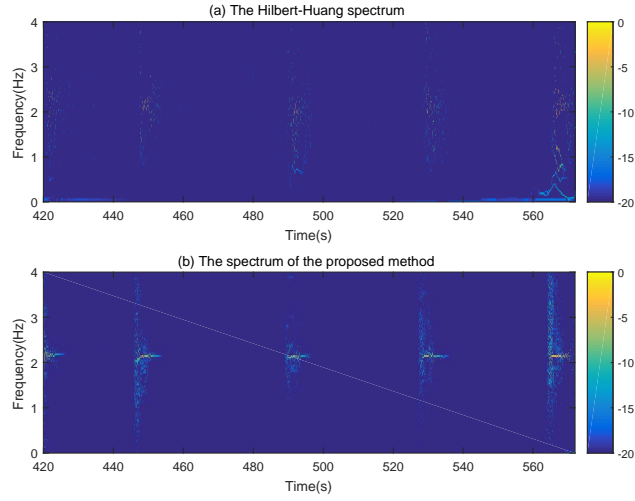 (a) The Hilbert-Huang spectrum
4
3
2
1
0
Frequency(Hz)
420 440 460 480 500 520 540 560
Time(s)
0
-5
-10
-15
-20
(b) The spectrum of the proposed method
4
3
2
1
0
Frequency(Hz)
420 440 460 480 500 520 540 560
Time(s)
0
-5
-10
-15
-20